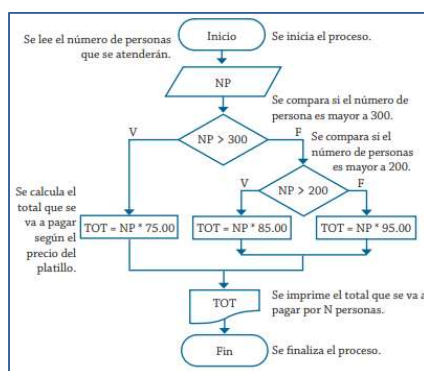 Se lee el número de personas
que se atenderán.
Inicio
Se inicia el proceso.
NP
Se compara si el número de
persona es mayor a 300.
V
NP > 300
F
Se compara si el
número de personas
es mayor a 200.
V
NP > 200
F
Se calcula el
total que se
va a pagar
según el
precio del
platillo.
TOT = NP * 75.00
TOT = NP * 85.00
TOT = NP * 95.00
TOT
Se imprime el total que se va a
pagar por N personas.
Fin
Se finaliza el proceso.